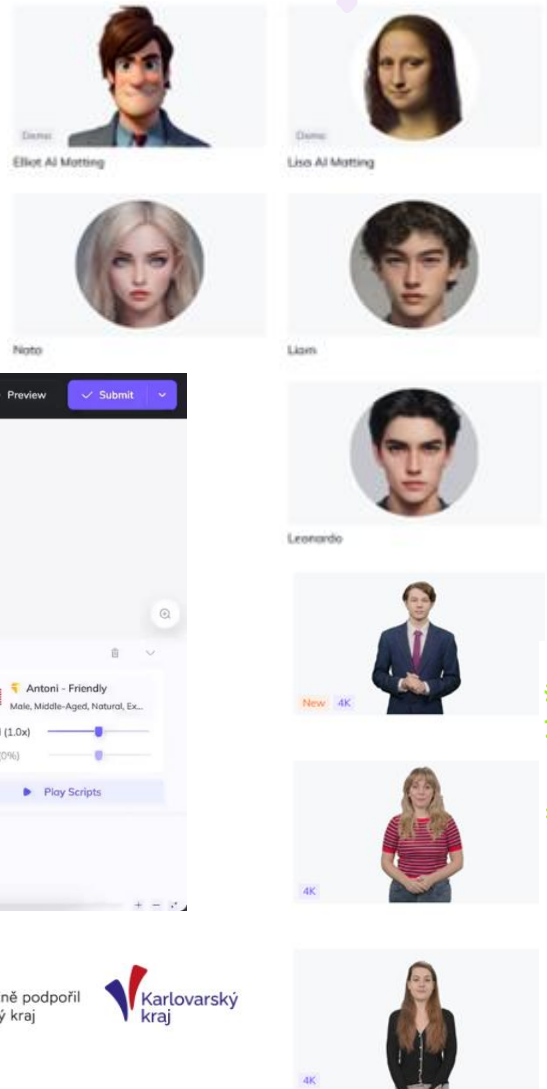 Demo
Demo
Elliot AI Matting
Lisa AI Matting
Nata
Liam
Preview
Submit
Leonardo
Antoni - Friendly
Male, Middle-Aged, Natural, Ex...
(1.0x)
(0%)
Play Scripts
New 4K
4K
ně podpořil
ý kraj
Karlovarský
kraj
4K